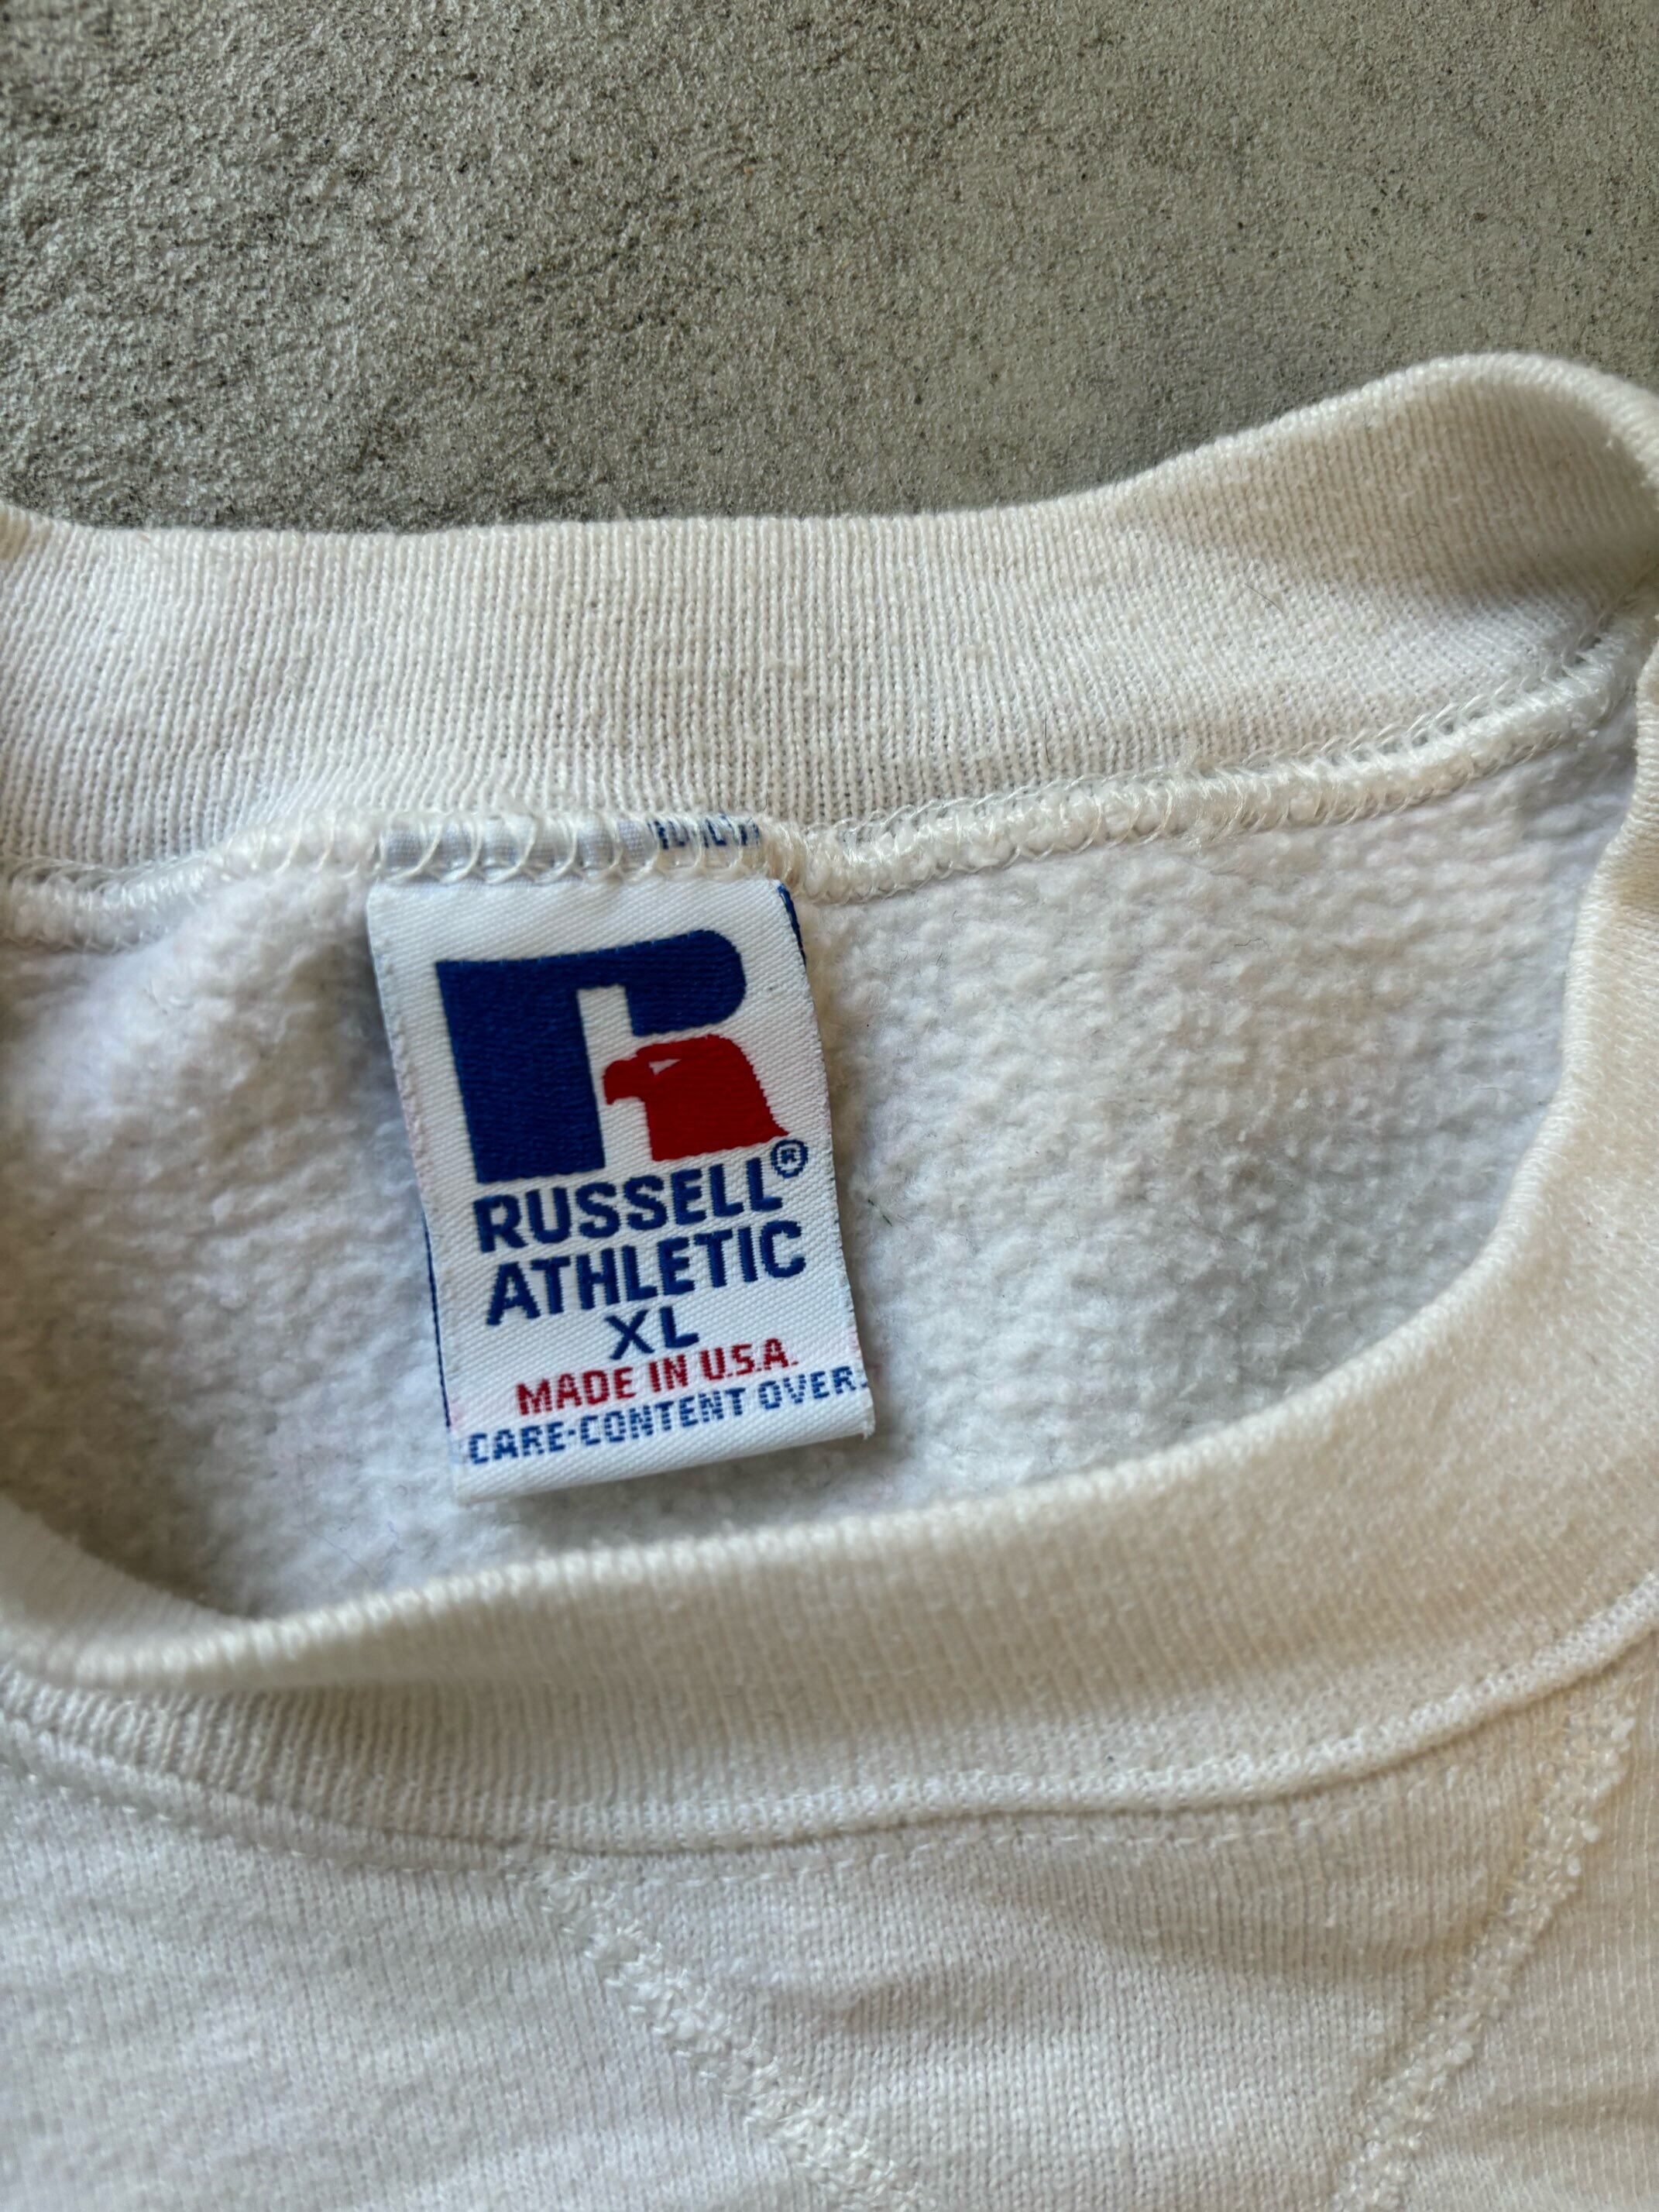 R
RUSSELL®
ATHLETIC
XL
MADE IN U.S.A.
CARE-CONTENT OVER